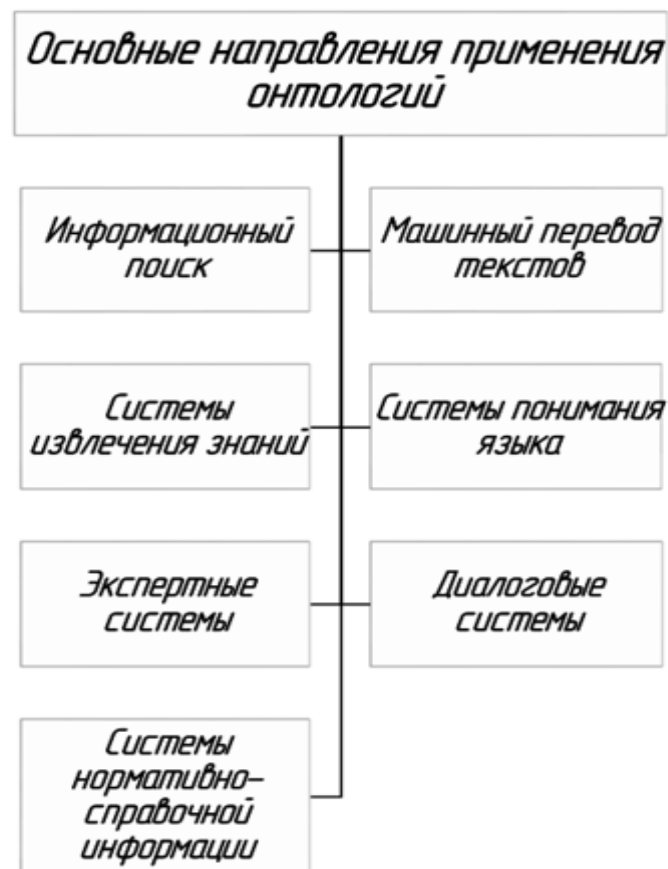 Основные направления применения
онтологий
Информационный
поиск
Машинный перевод
текстов
Системы
извлечения знаний
Системы понимания
языка
Экспертные
системы
Диалоговые
системы
Системы
нормативно-
справочной
информации